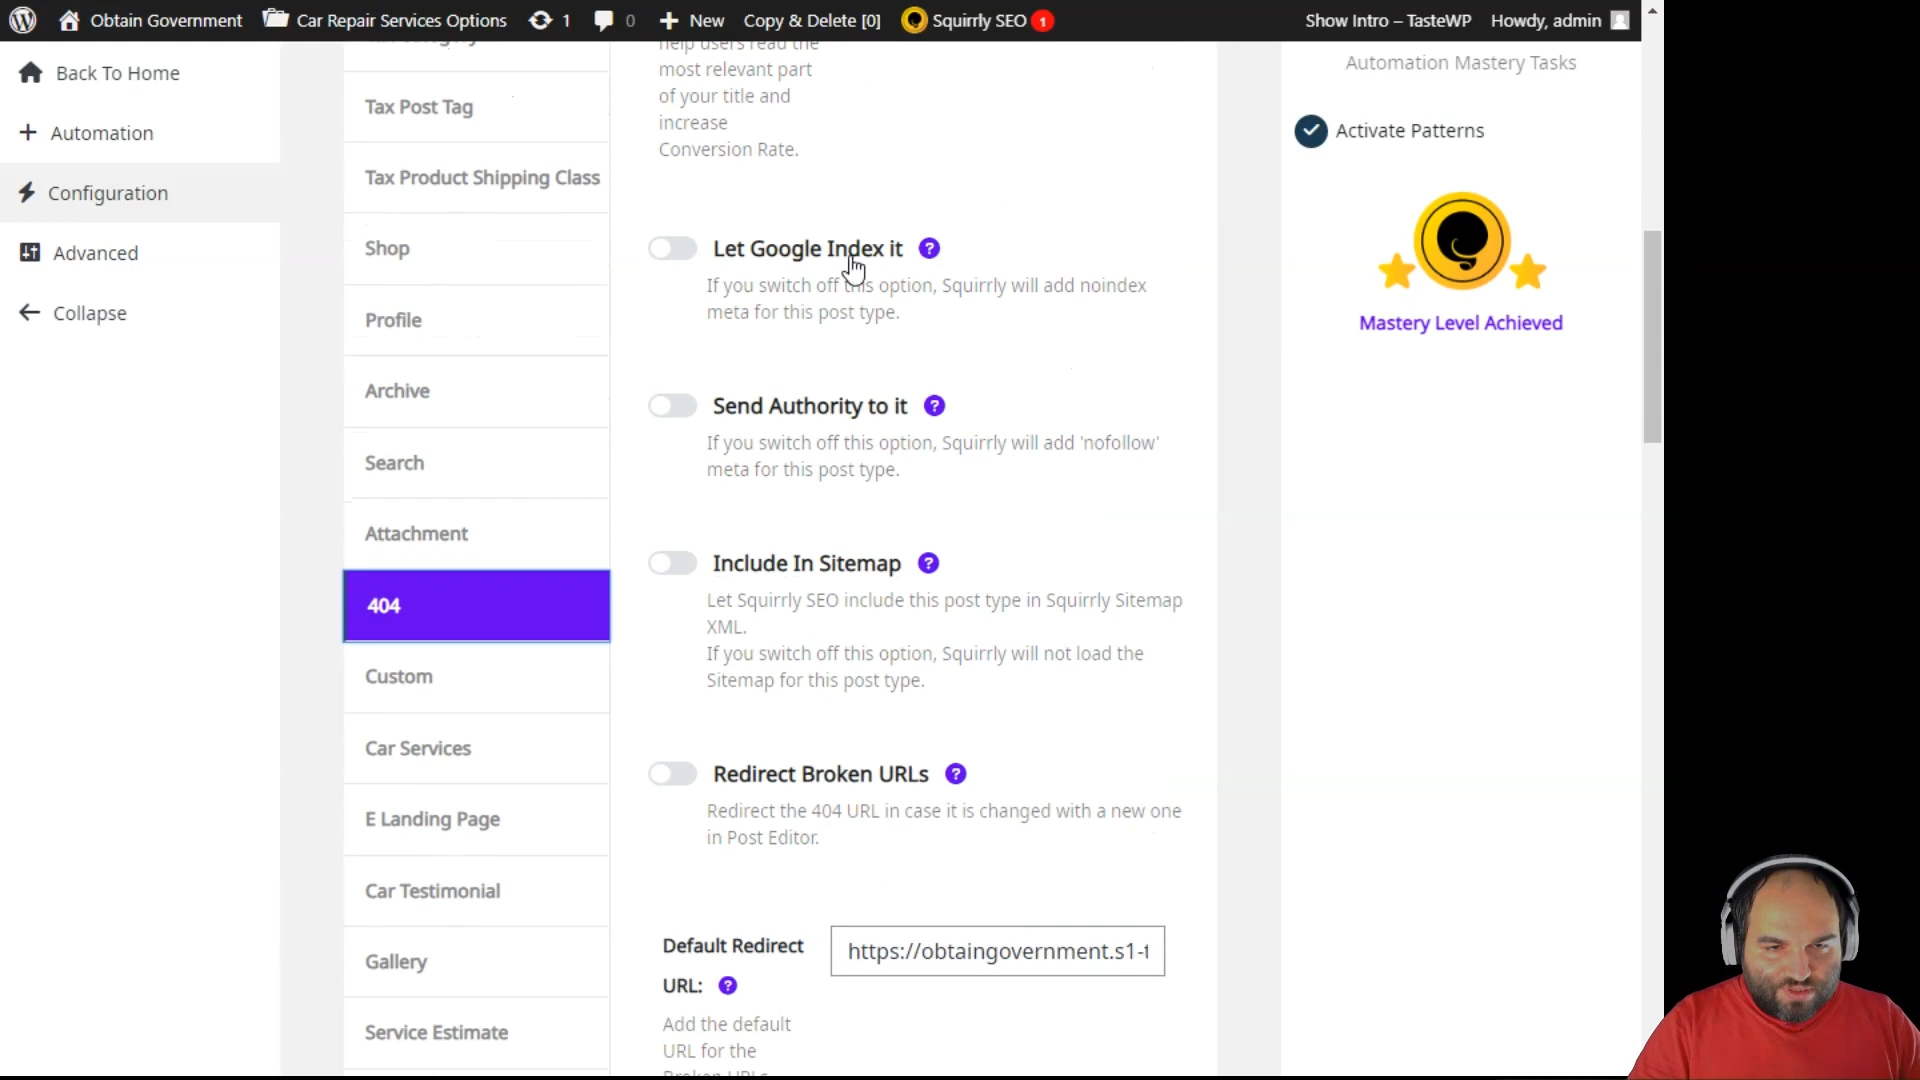 Obtain Government
Car Repair Services Options
1
0
New
Copy & Delete [0]
Squirrly SEO 1
Show Intro – TasteWP
Howdy, admin
Back To Home
Automation
Configuration
Advanced
Collapse
Tax Post Tag
Tax Product Shipping Class
Shop
Profile
Archive
Search
Attachment
404
Custom
Car Services
E Landing Page
Car Testimonial
Gallery
Service Estimate
help users read the
most relevant part
of your title and
increase
Conversion Rate.
Let Google Index it ?
If you switch off this option, Squirrly will add noindex
meta for this post type.
Send Authority to it ?
If you switch off this option, Squirrly will add 'nofollow'
meta for this post type.
Include In Sitemap ?
Let Squirrly SEO include this post type in Squirrly Sitemap
XML.
If you switch off this option, Squirrly will not load the
Sitemap for this post type.
Redirect Broken URLs ?
Redirect the 404 URL in case it is changed with a new one
in Post Editor.
Default Redirect
URL: ?
https://obtaingovernment.s1-t
Add the default
URL for the
Broken URLs
Automation Mastery Tasks
Activate Patterns
Mastery Level Achieved